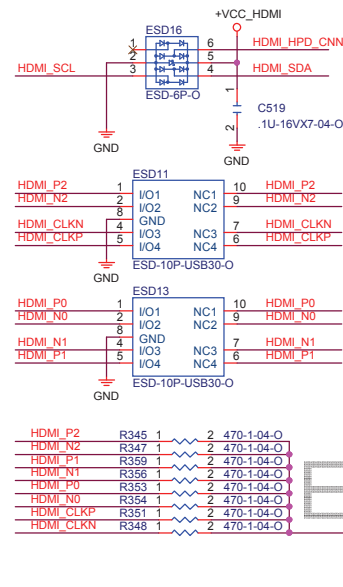 +VCC_HDMI
ESD16
1 6 HDMI_HPD_CNN
2 5
HDMI_SCL 3 4 HDMI_SDA
ESD-6P-O
1
C519
.1U-16VX7-04-O
2
GND GND
ESD11
HDMI_P2 1 I/O1 NC1 10 HDMI_P2
HDMI_N2 2 I/O2 NC2 9 HDMI_N2
8 GND
HDMI_CLKN 4 I/O3 NC3 7 HDMI_CLKN
HDMI_CLKP 5 I/O4 NC4 6 HDMI_CLKP
ESD-10P-USB30-O
GND
ESD13
HDMI_P0 1 I/O1 NC1 10 HDMI_P0
HDMI_N0 2 I/O2 NC2 9 HDMI_N0
8 GND
HDMI_N1 4 I/O3 NC3 7 HDMI_N1
HDMI_P1 5 I/O4 NC4 6 HDMI_P1
ESD-10P-USB30-O
GND
HDMI_P2 R345 1 2 470-1-04-O
HDMI_N2 R347 1 2 470-1-04-O
HDMI_P1 R359 1 2 470-1-04-O
HDMI_N1 R356 1 2 470-1-04-O
HDMI_P0 R353 1 2 470-1-04-O
HDMI_N0 R354 1 2 470-1-04-O
HDMI_CLKP R351 1 2 470-1-04-O
HDMI_CLKN R348 1 2 470-1-04-O